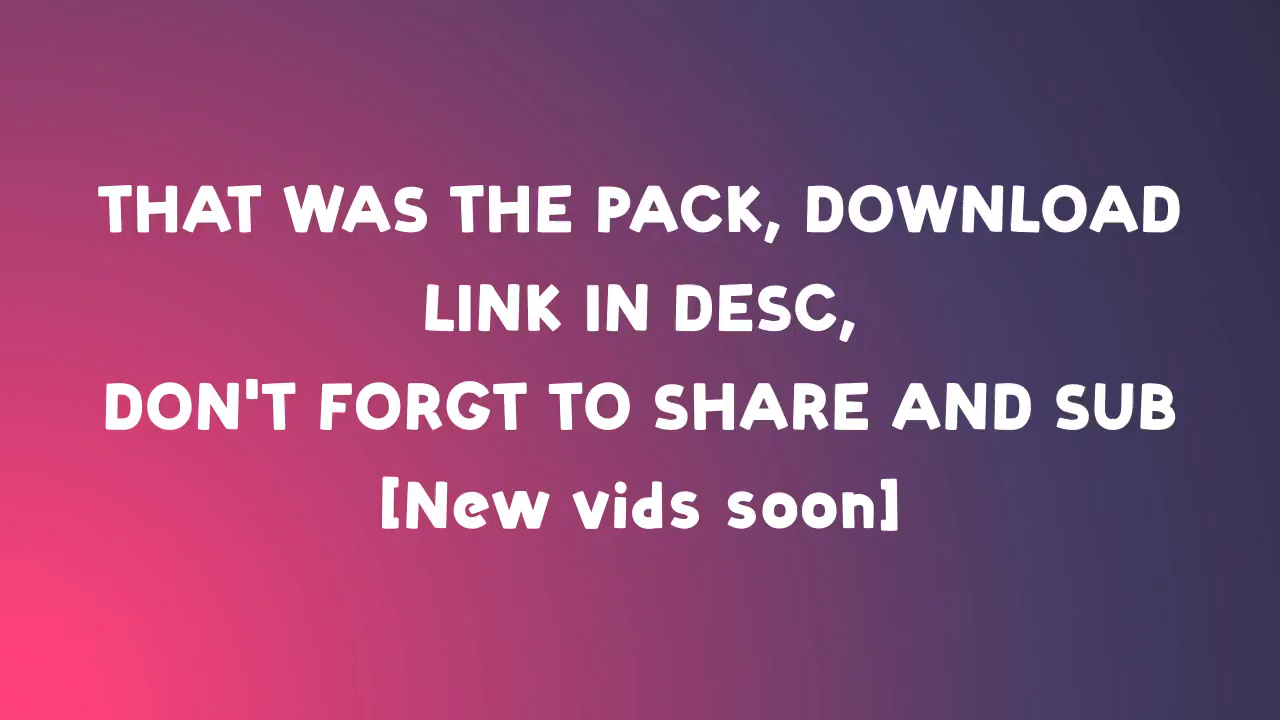 THAT WAS THE PACK, DOWNLOAD
LINK IN DESC,
DON'T FORGT TO SHARE AND SUB
[New vids soon]